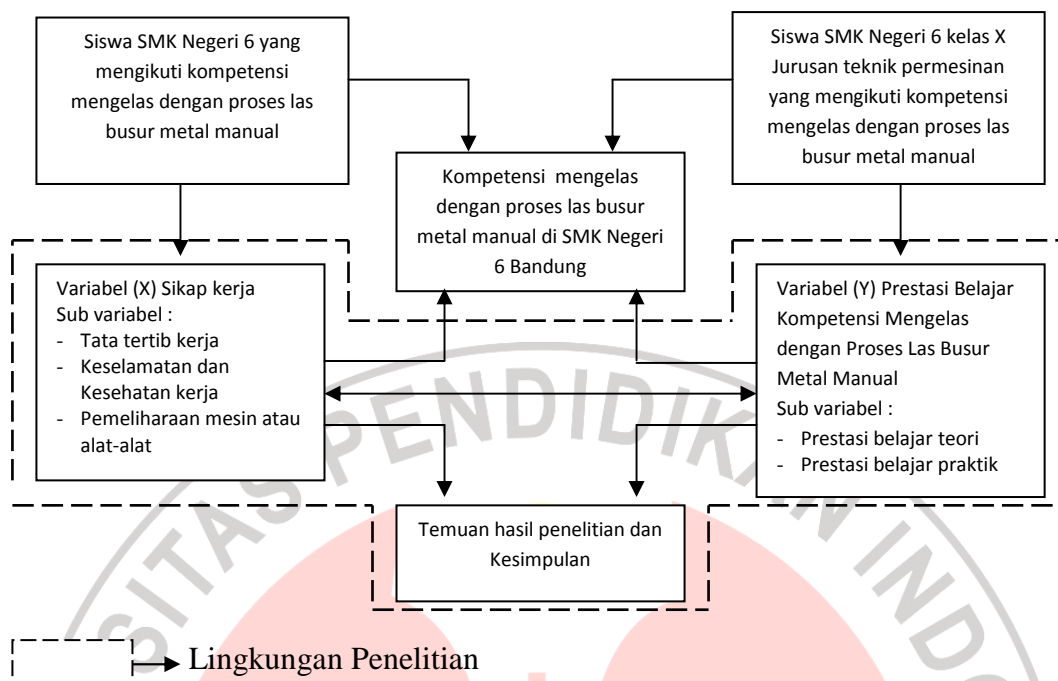 Siswa SMK Negeri 6 yang
mengikuti kompetensi
mengelas dengan proses las
busur metal manual
Siswa SMK Negeri 6 kelas X
Jurusan teknik permesinan
yang mengikuti kompetensi
mengelas dengan proses las
busur metal manual
Kompetensi mengelas
dengan proses las busur
metal manual di SMK Negeri
6 Bandung
Variabel (X) Sikap kerja
Sub variabel :
- Tata tertib kerja
- Keselamatan dan
Kesehatan kerja
- Pemeliharaan mesin atau
alat-alat
Variabel (Y) Prestasi Belajar
Kompetensi Mengelas
dengan Proses Las Busur
Metal Manual
Sub variabel :
- Prestasi belajar teori
- Prestasi belajar praktik
Temuan hasil penelitian dan
Kesimpulan
Lingkungan Penelitian
SITAS PENDIDIKAN INDO